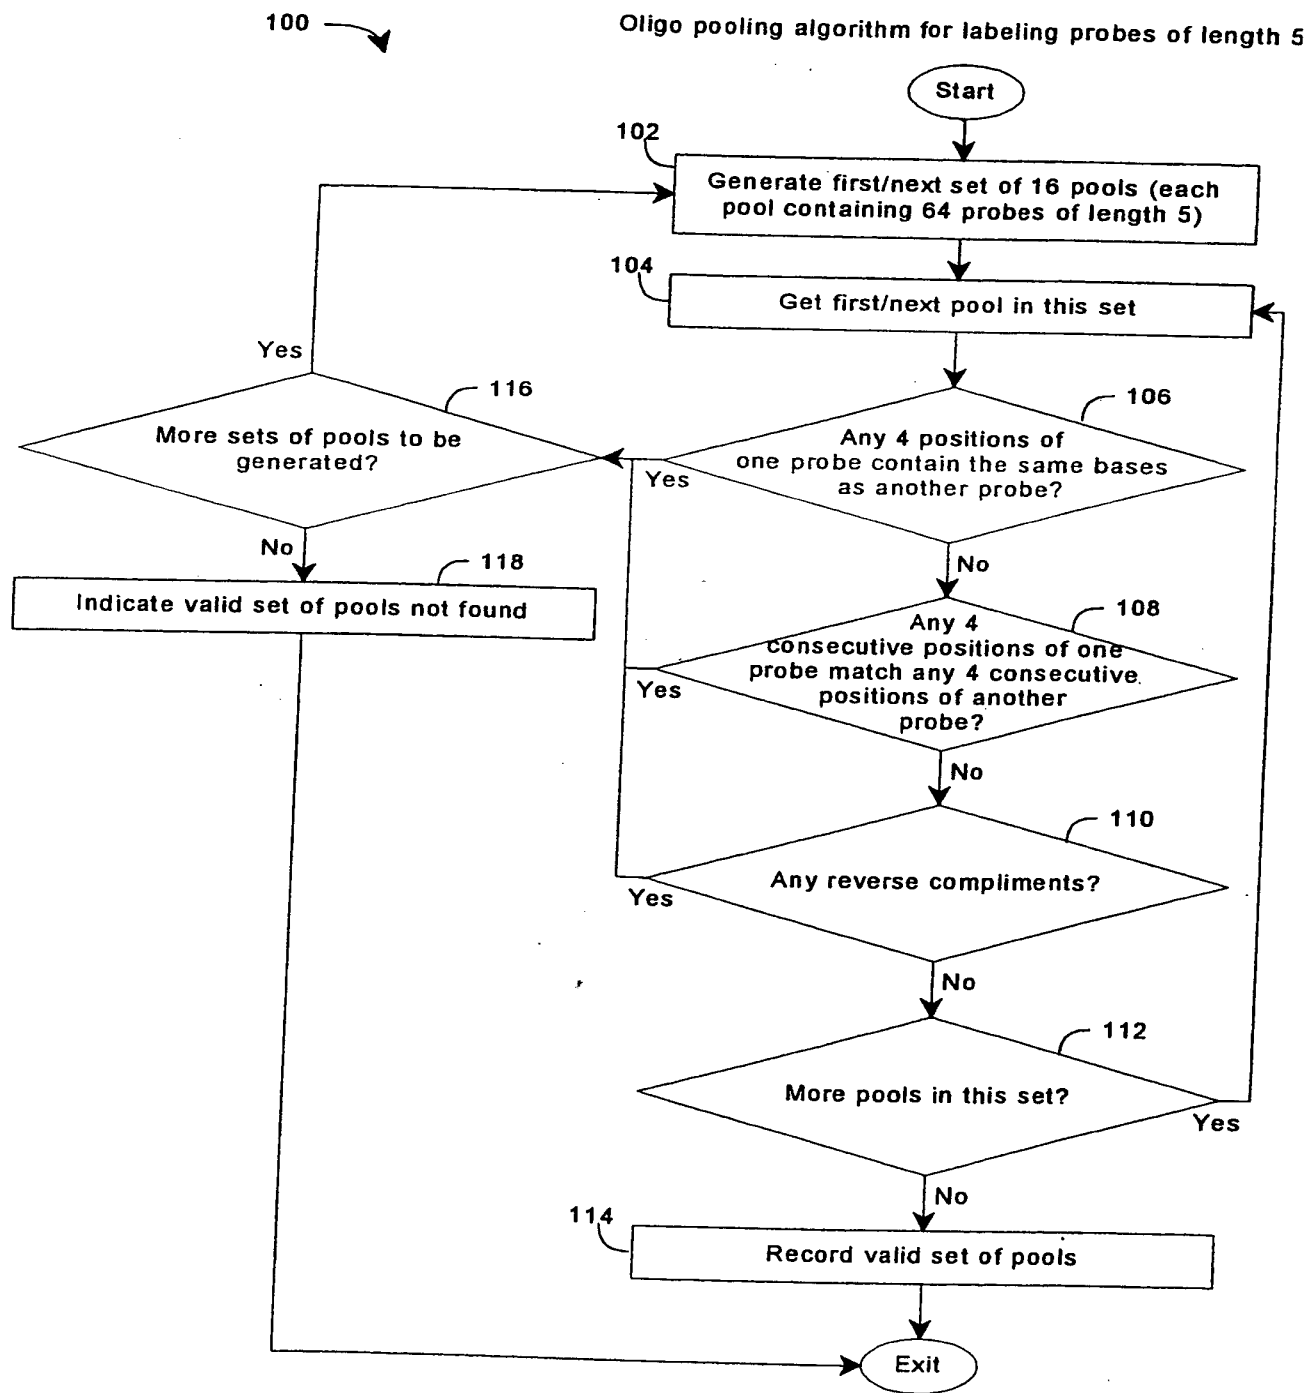 100
Oligo pooling algorithm for labeling probes of length 5
Start
102
Generate first/next set of 16 pools (each
pool containing 64 probes of length 5)
104
Get first/next pool in this set
Yes
116
More sets of pools to be
generated?
106
Any 4 positions of
one probe contain the same bases
as another probe?
Yes
No
No
118
Indicate valid set of pools not found
108
Any 4
consecutive positions of one
probe match any 4 consecutive
positions of another
probe?
Yes
No
110
Any reverse compliments?
Yes
No
112
More pools in this set?
Yes
No
114
Record valid set of pools
Exit